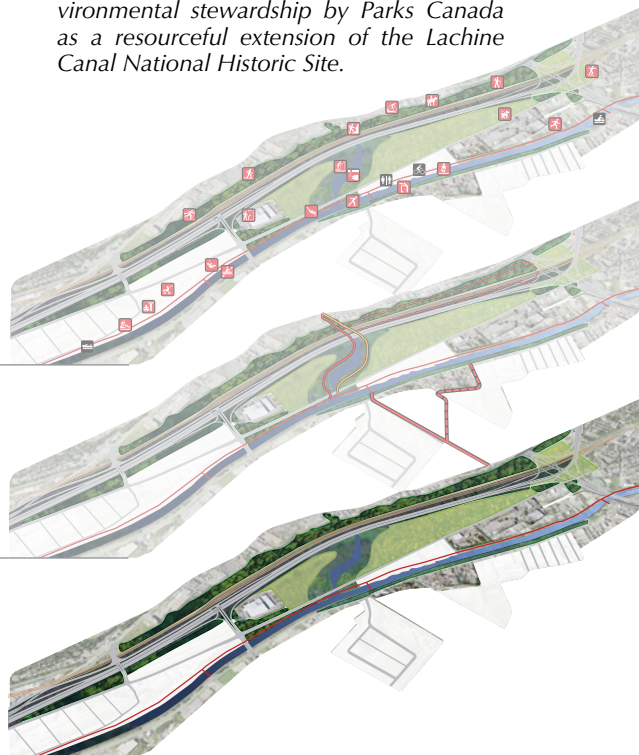 vironmental stewardship by Parks Canada
as a resourceful extension of the Lachine
Canal National Historic Site.